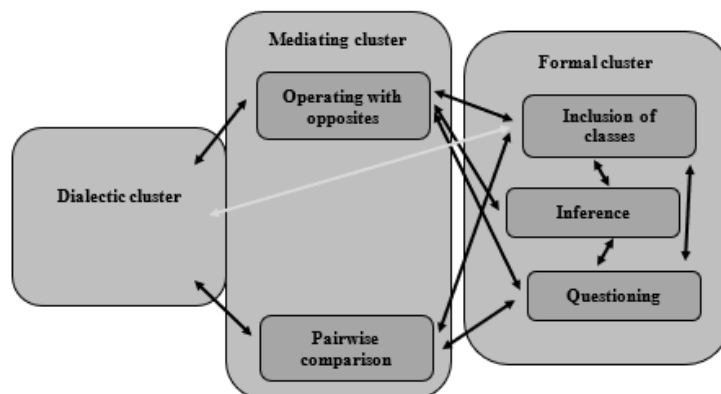 Mediating cluster
Operating with
opposites
Formal cluster
Inclusion of
classes
Dialectic cluster
Inference
Questioning
Pairwise
comparison